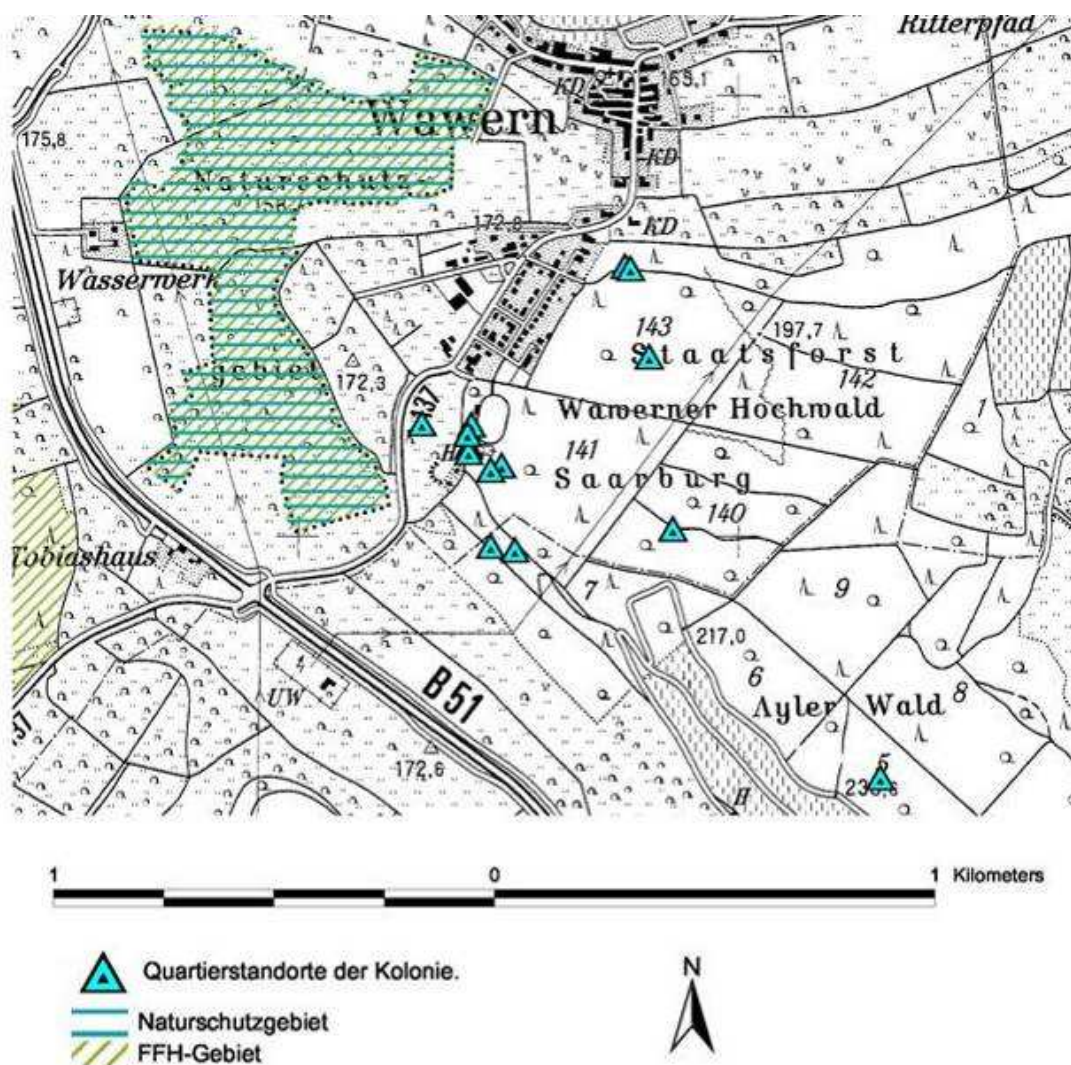 Ritterpfad
KD
163,1
Wawern
175,8
KD
Naturschutz
172,8
KD
Wasserwerk
143
197,7
Staatsforst
gebiet
172,3
142
137
Wawerner Hochwald
1
H
141
Saarburg
140
Tobiashaus
7
9
217,0
6
B 51
UW
Ayler Wald
8
172,6
5
H
1 0 1 Kilometers
Quartierstandorte der Kolonie.
N
Naturschutzgebiet
FFH-Gebiet